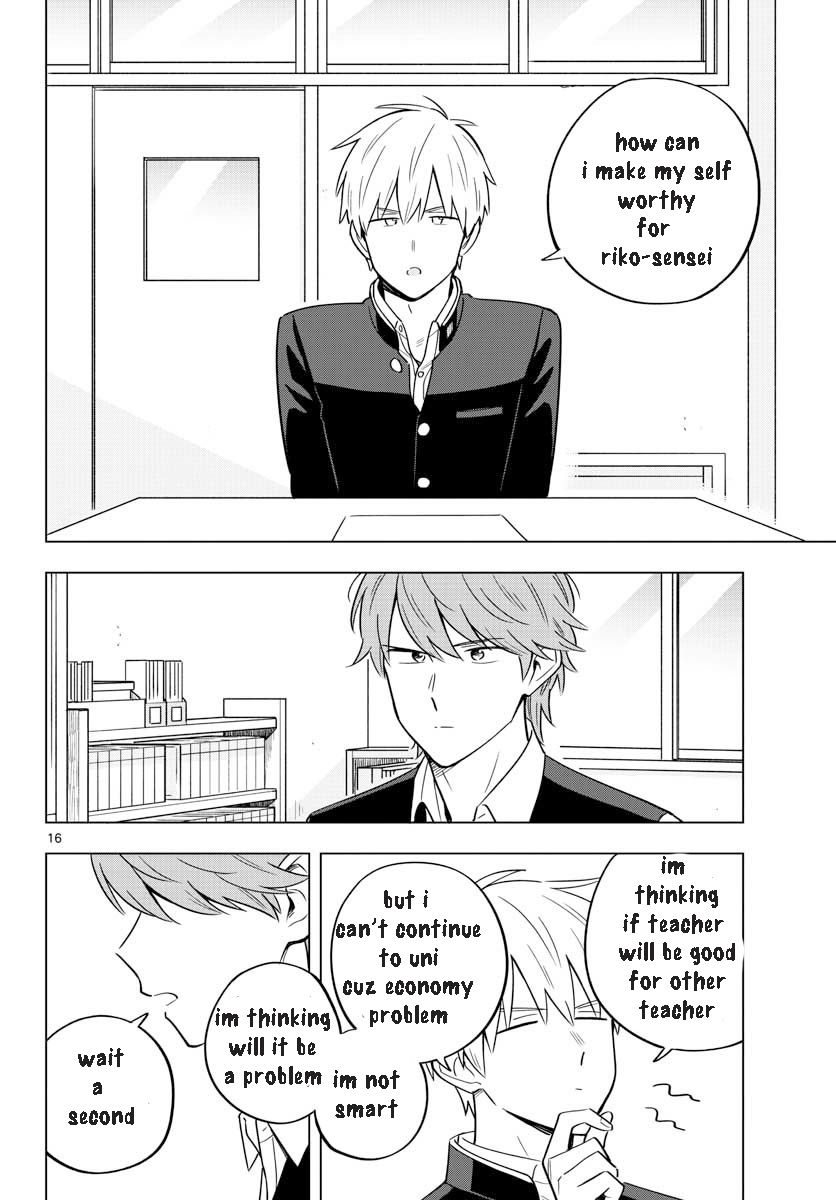 how can
i make my self
worthy
for
riko-sensei
16
im
thinking
if teacher
will be good
for other
teacher
but i
can't continue
to uni
cuz economy
problem
im not
smart
im thinking
will it be
a problem
wait
a
second